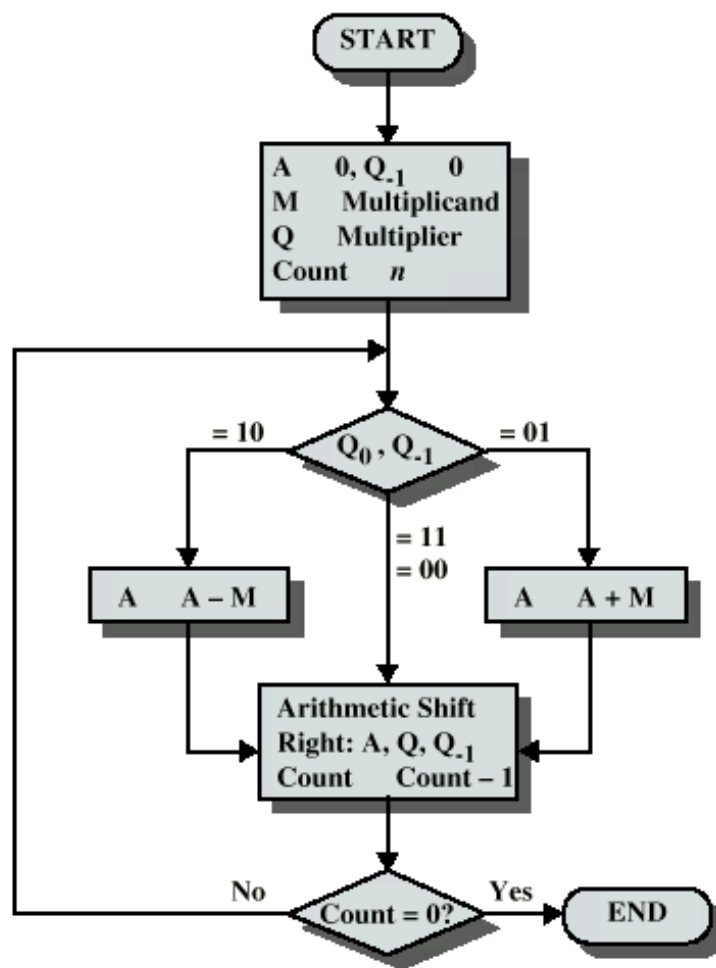 START
A 0, Q-1 0
M Multiplicand
Q Multiplier
Count n
= 10
Q0 , Q-1
= 01
= 11
= 00
A A – M
A A + M
Arithmetic Shift
Right: A, Q, Q-1
Count Count – 1
No
Count = 0?
Yes
END